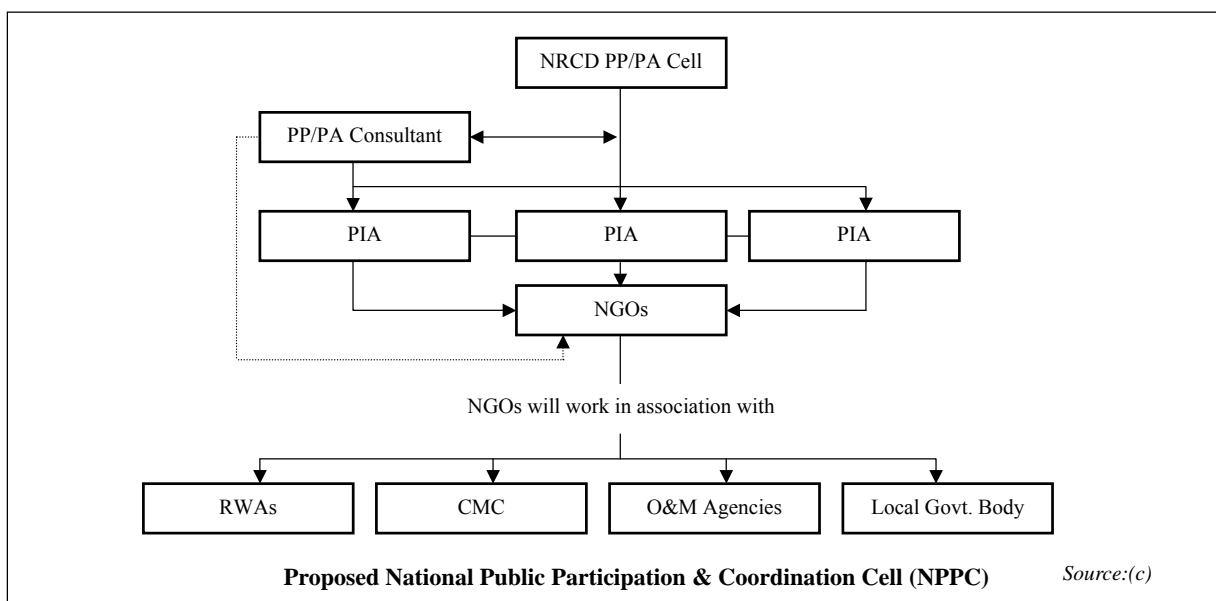 NRCD PP/PA Cell
PP/PA Consultant
PIA
PIA
PIA
NGOs
NGOs will work in association with
RWAs
CMC
O&M Agencies
Local Govt. Body
Proposed National Public Participation & Coordination Cell (NPPC)
Source:(c)